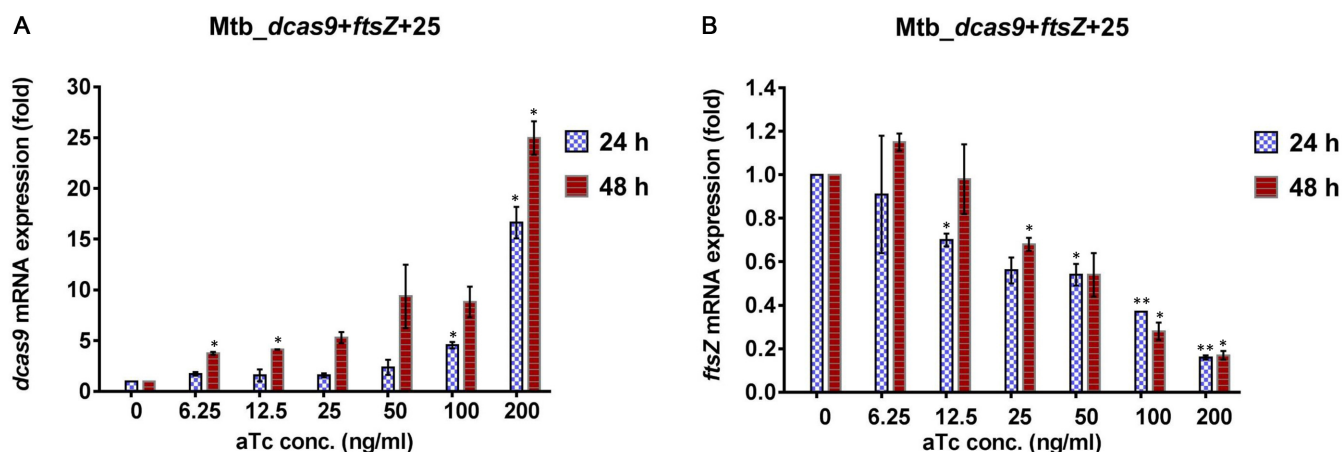 A
Mtb_dcas9+ftsZ+25
dcas9 mRNA expression (fold)
30
25
20
15
10
5
0
* * * * *
24 h
48 h
0 6.25 12.5 25 50 100 200
aTc conc. (ng/ml)
B
Mtb_dcas9+ftsZ+25
ftsZ mRNA expression (fold)
1.4
1.2
1.0
0.8
0.6
0.4
0.2
0.0
* * * ** * ** *
24 h
48 h
0 6.25 12.5 25 50 100 200
aTc conc. (ng/ml)